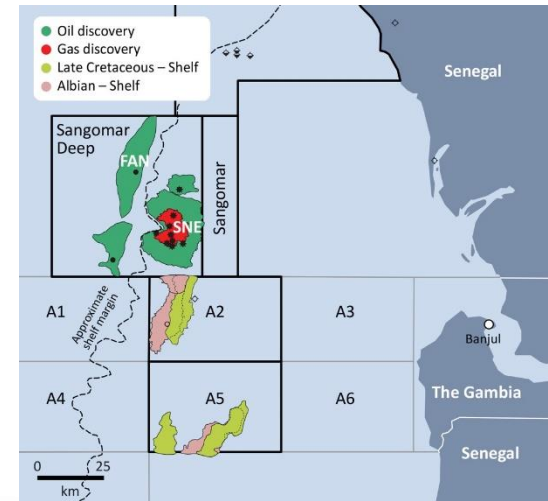 Oil discovery
Gas discovery
Late Cretaceous – Shelf
Albian – Shelf
Senegal
Sangomar
Deep
FAN
SNE
Sangomar
A1
Approximate
shelf margin
A2
A3
Banjul
A4
A5
A6
The Gambia
Senegal
0 25
km